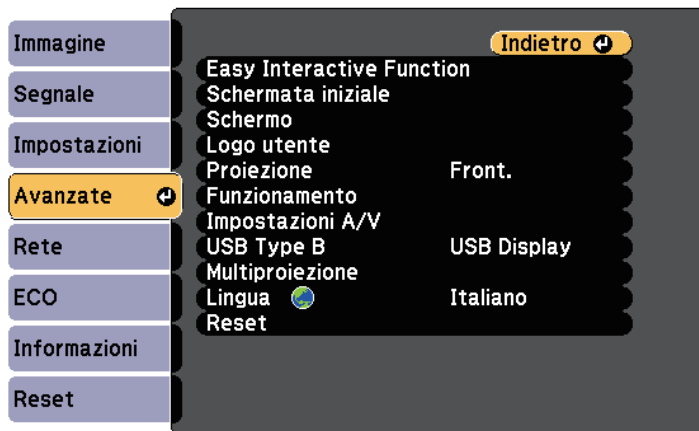 Immagine
Segnale
Impostazioni
Avanzate
Rete
ECO
Informazioni
Reset
Indietro
Easy Interactive Function
Schermata iniziale
Schermo
Logo utente
Proiezione Front.
Funzionamento
Impostazioni A/V
USB Type B USB Display
Multiproiezione
Lingua Italiano
Reset